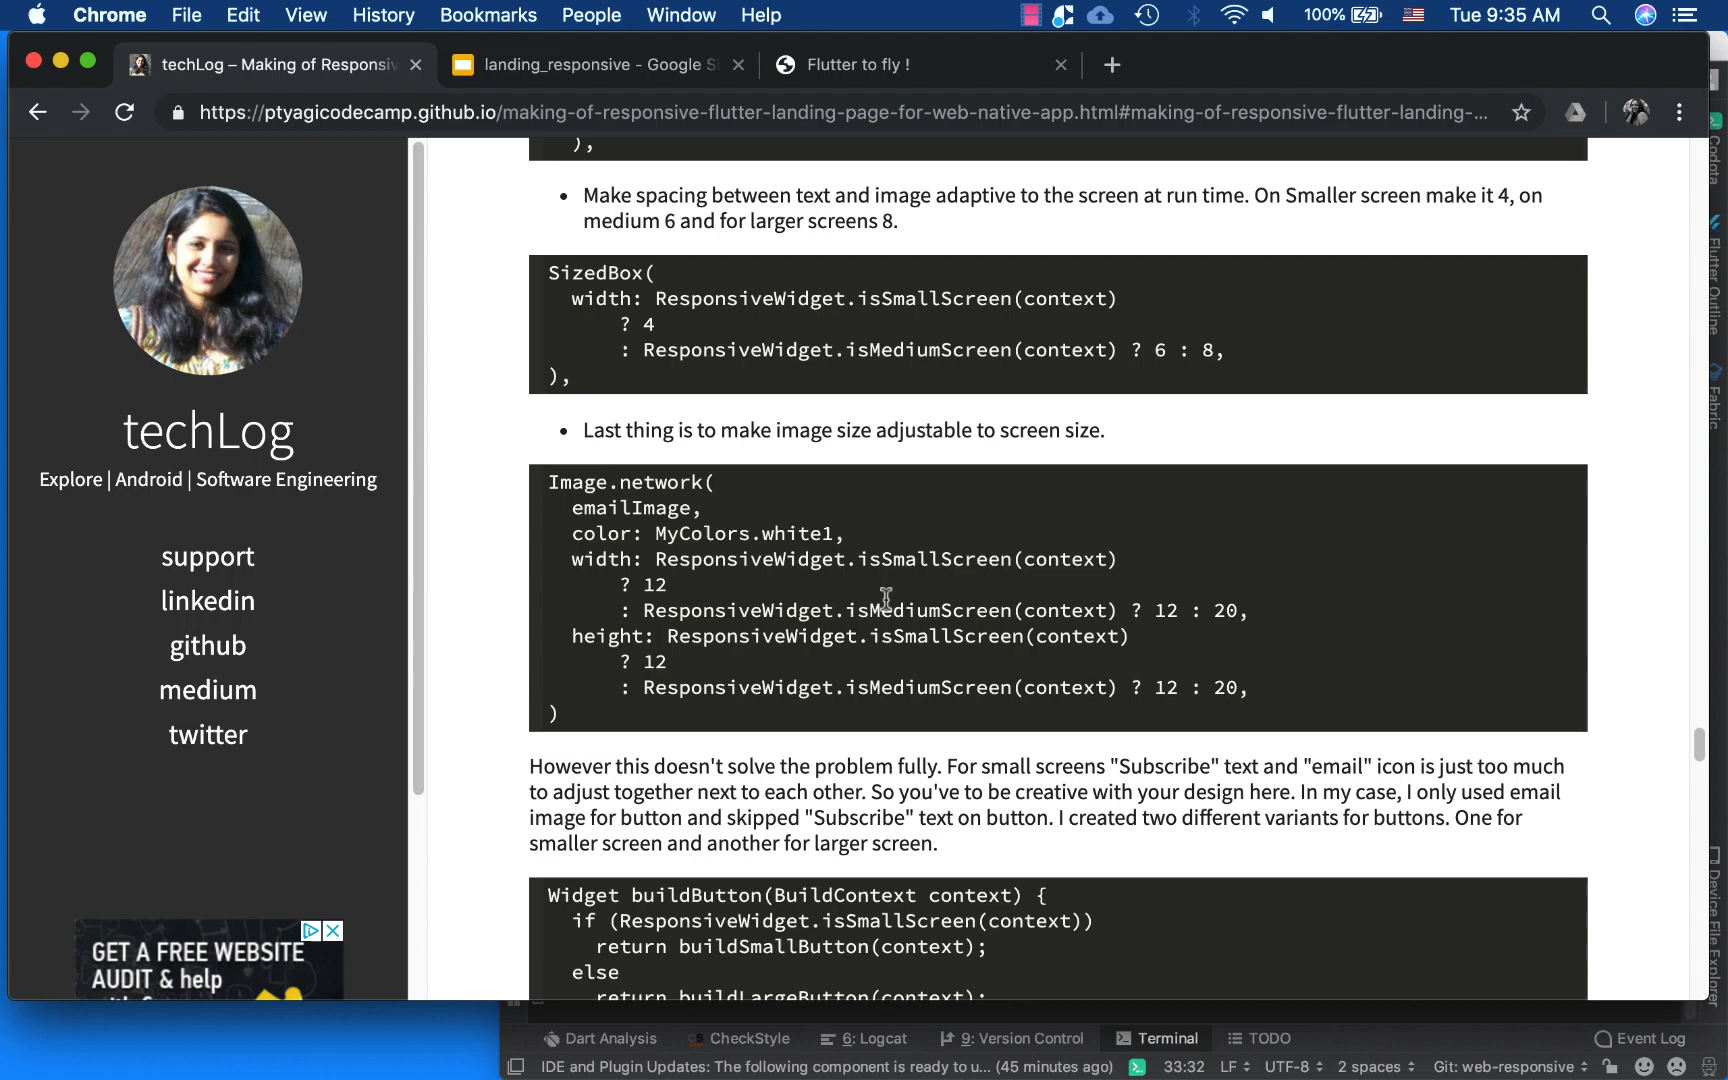 Chrome File Edit View History Bookmarks People Window Help 100% Tue 9:35 AM
techLog – Making of Responsiv
landing_responsive - Google Sl
Flutter to fly !
https://ptyagicodecamp.github.io/making-of-responsive-flutter-landing-page-for-web-native-app.html#making-of-responsive-flutter-landing-...
techLog
Explore | Android | Software Engineering
support
linkedin
github
medium
twitter
GET A FREE WEBSITE
AUDIT & help
),
• Make spacing between text and image adaptive to the screen at run time. On Smaller screen make it 4, on
medium 6 and for larger screens 8.
SizedBox(
width: ResponsiveWidget.isSmallScreen(context)
? 4
: ResponsiveWidget.isMediumScreen(context) ? 6 : 8,
),
• Last thing is to make image size adjustable to screen size.
Image.network(
emailImage,
color: MyColors.white1,
width: ResponsiveWidget.isSmallScreen(context)
? 12
: ResponsiveWidget.isMediumScreen(context) ? 12 : 20,
height: ResponsiveWidget.isSmallScreen(context)
? 12
: ResponsiveWidget.isMediumScreen(context) ? 12 : 20,
)
However this doesn't solve the problem fully. For small screens "Subscribe" text and "email" icon is just too much
to adjust together next to each other. So you've to be creative with your design here. In my case, I only used email
image for button and skipped "Subscribe" text on button. I created two different variants for buttons. One for
smaller screen and another for larger screen.
Widget buildButton(BuildContext context) {
if (ResponsiveWidget.isSmallScreen(context))
return buildSmallButton(context);
else
return buildLargeButton(context);
Codota
Flutter Outline
Fabric
Device File Explorer
Dart Analysis CheckStyle 6: Logcat 9: Version Control Terminal TODO Event Log
IDE and Plugin Updates: The following component is ready to u... (45 minutes ago) 33:32 LF UTF-8 2 spaces Git: web-responsive